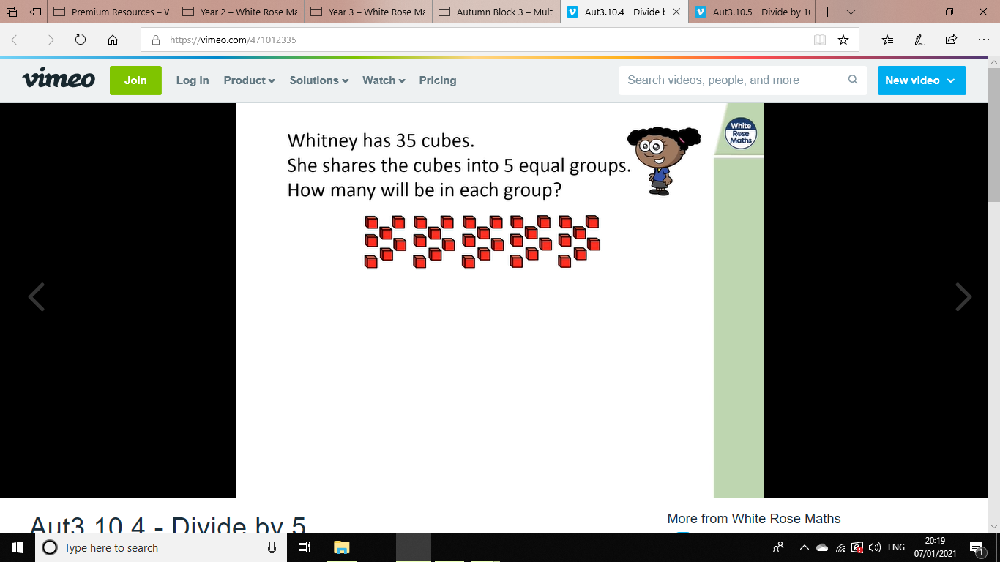 Premium Resources – W
Year 2 – White Rose Ma
Year 3 – White Rose Ma
Autumn Block 3 – Mult
Aut3.10.4 - Divide b
Aut3.10.5 - Divide by 10
https://vimeo.com/471012335
vimeo
Join
Log in
Product
Solutions
Watch
Pricing
Search videos, people, and more
New video
Whitney has 35 cubes.
She shares the cubes into 5 equal groups.
How many will be in each group?
White
Rose
Maths
Aut3.10.4 - Divide by 5
More from White Rose Maths
Type here to search
ENG
20:19
07/01/2021
1